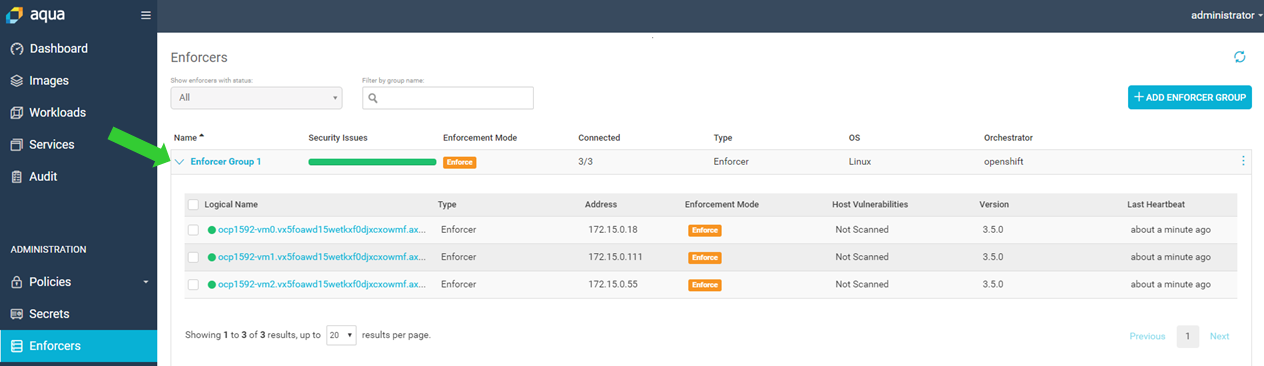 aqua
administrator
Dashboard
Images
Workloads
Services
Audit
ADMINISTRATION
Policies
Secrets
Enforcers
Enforcers
Show enforcers with status:
Filter by group name:
All
+ ADD ENFORCER GROUP
Name Security Issues Enforcement Mode Connected Type OS Orchestrator
Enforcer Group 1 Enforce 3/3 Enforcer Linux openshift
Logical Name Type Address Enforcement Mode Host Vulnerabilities Version Last Heartbeat
ocp1592-vm0.vx5foawd15wetkxf0djxcxowmf.ax... Enforcer 172.15.0.18 Enforce Not Scanned 3.5.0 about a minute ago
ocp1592-vm1.vx5foawd15wetkxf0djxcxowmf.ax... Enforcer 172.15.0.111 Enforce Not Scanned 3.5.0 about a minute ago
ocp1592-vm2.vx5foawd15wetkxf0djxcxowmf.ax... Enforcer 172.15.0.55 Enforce Not Scanned 3.5.0 about a minute ago
Showing 1 to 3 of 3 results, up to 20 results per page.
Previous 1 Next